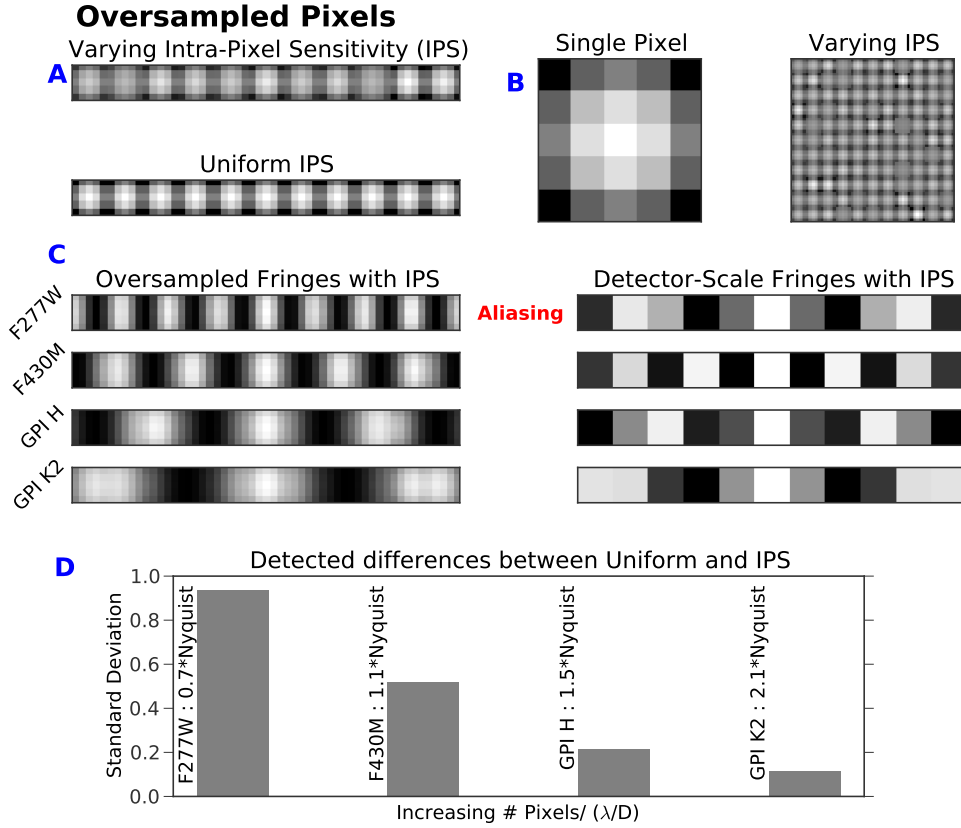 Oversampled Pixels
Varying Intra-Pixel Sensitivity (IPS)
A
Uniform IPS
B
Single Pixel
Varying IPS
C
Oversampled Fringes with IPS
Detector-Scale Fringes with IPS
F277W
Aliasing
F430M
GPI H
GPI K2
D
Detected differences between Uniform and IPS
Standard Deviation
1.0
0.8
0.6
0.4
0.2
0.0
F277W : 0.7*Nyquist
F430M : 1.1*Nyquist
GPI H : 1.5*Nyquist
GPI K2 : 2.1*Nyquist
Increasing # Pixels/ (λ/D)